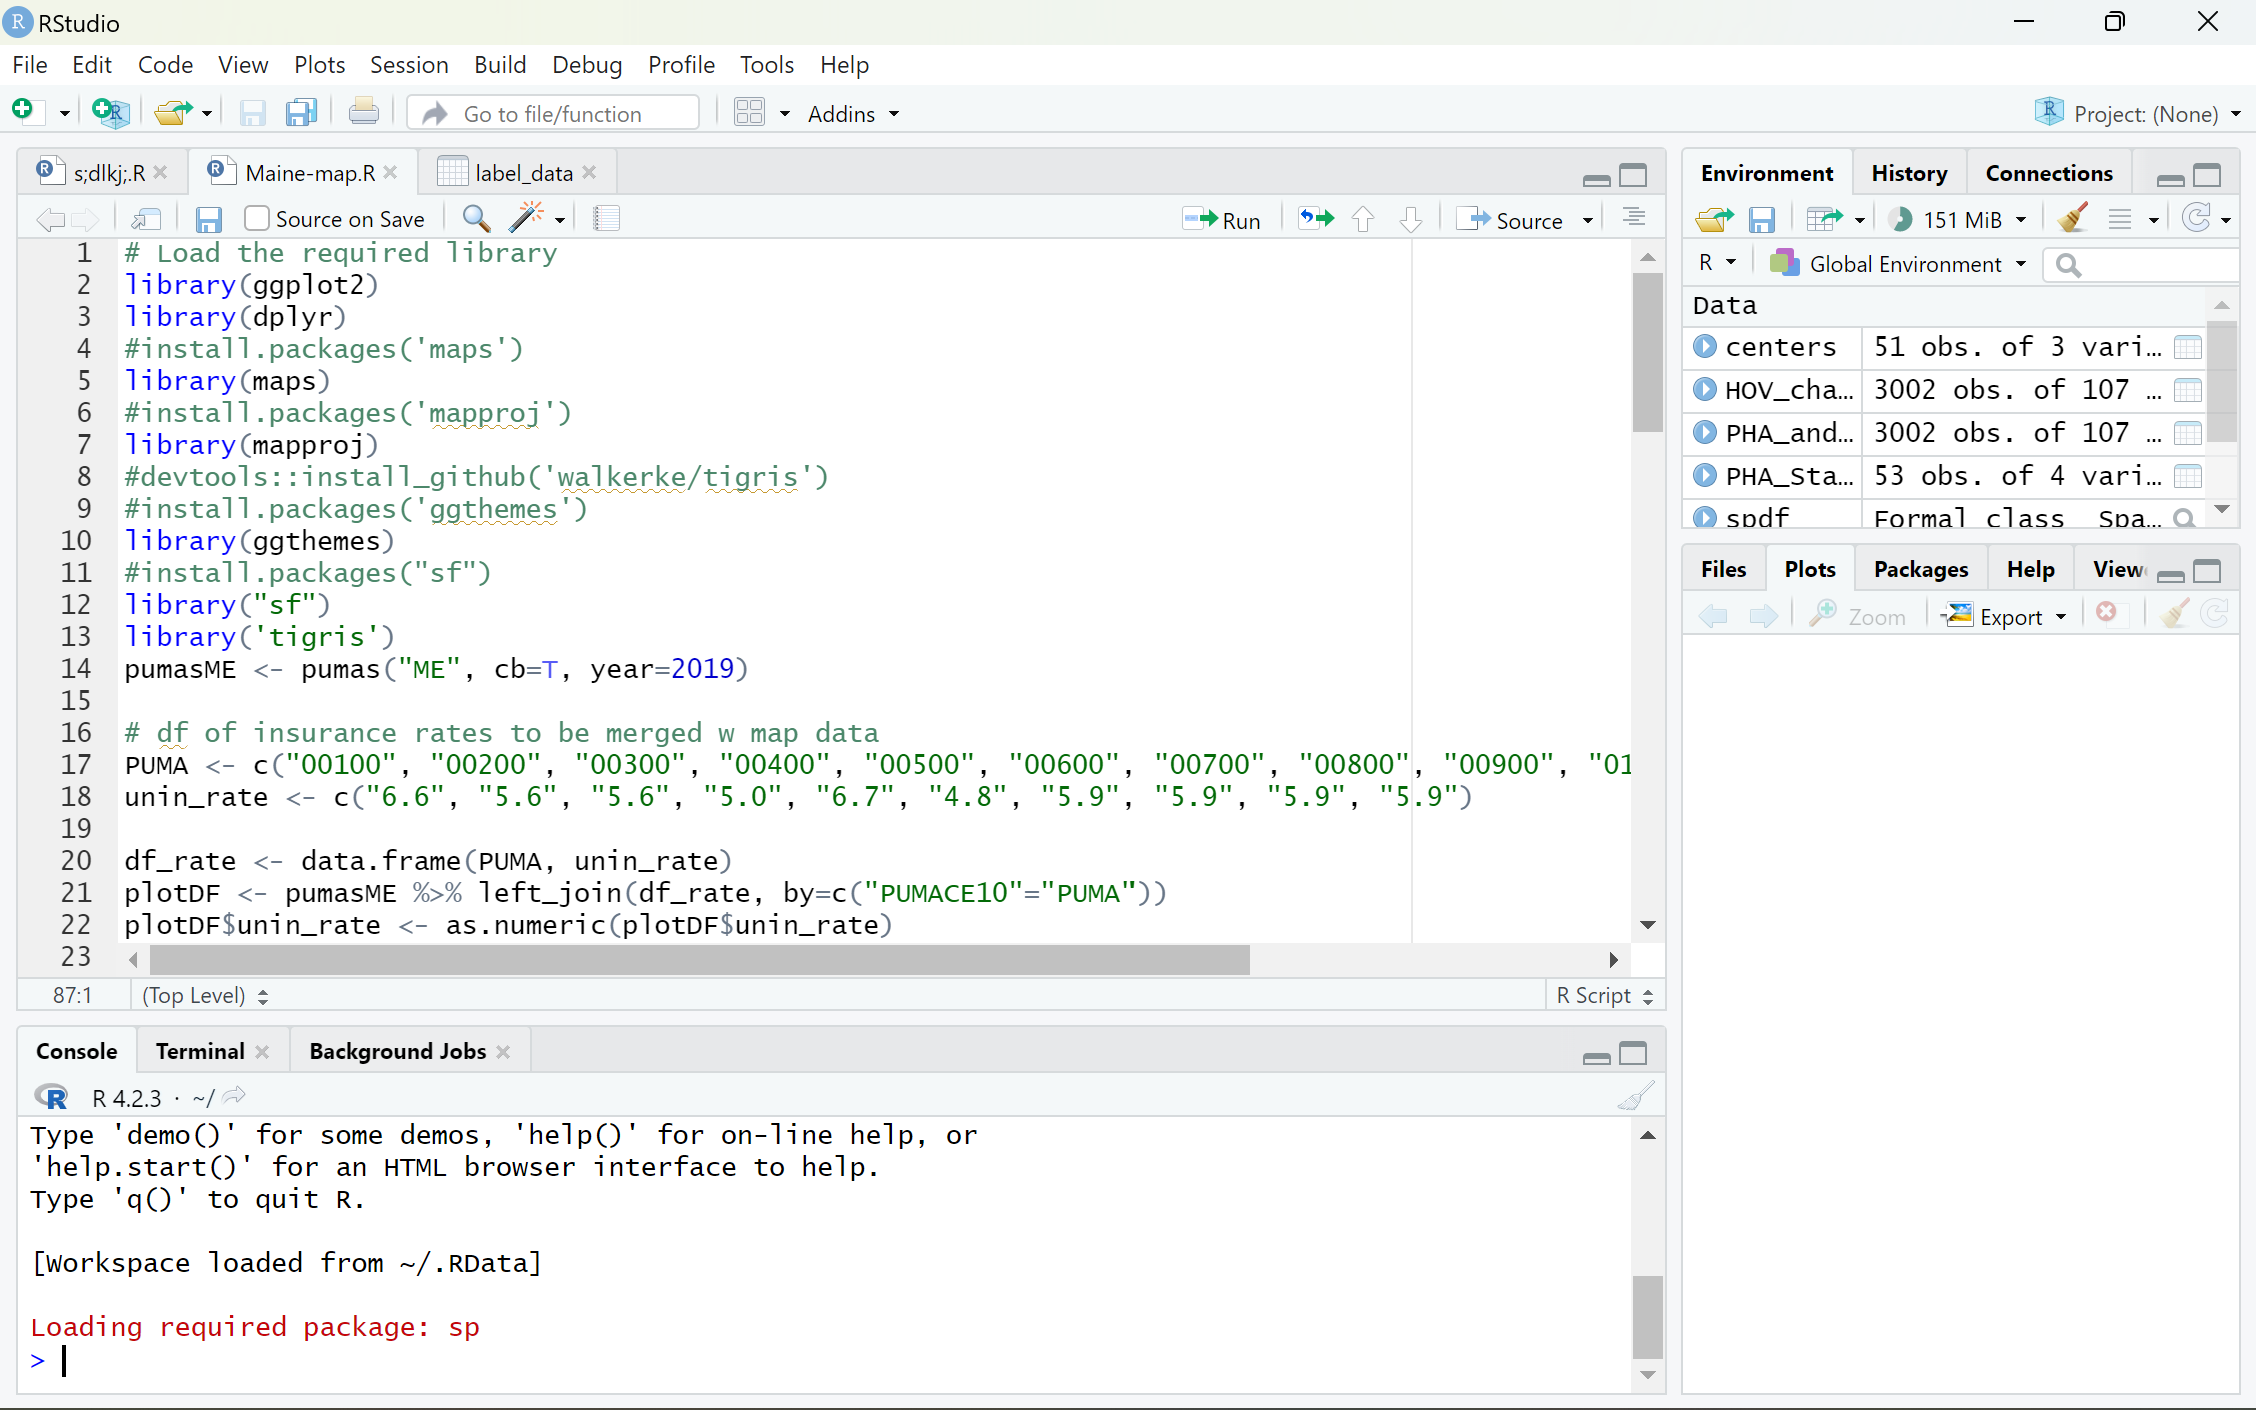 RStudio
File Edit Code View Plots Session Build Debug Profile Tools Help
Go to file/function Addins Project: (None)
s;dlkj;.R Maine-map.R label_data
Source on Save Run Source
1 # Load the required library
2 library(ggplot2)
3 library(dplyr)
4 #install.packages('maps')
5 library(maps)
6 #install.packages('mapproj')
7 library(mapproj)
8 #devtools::install_github('walkerke/tigris')
9 #install.packages('ggthemes')
10 library(ggthemes)
11 #install.packages("sf")
12 library("sf")
13 library('tigris')
14 pumasME <- pumas("ME", cb=T, year=2019)
15
16 # df of insurance rates to be merged w map data
17 PUMA <- c("00100", "00200", "00300", "00400", "00500", "00600", "00700", "00800", "00900", "01
18 unin_rate <- c("6.6", "5.6", "5.6", "5.0", "6.7", "4.8", "5.9", "5.9", "5.9", "5.9")
19
20 df_rate <- data.frame(PUMA, unin_rate)
21 plotDF <- pumasME %>% left_join(df_rate, by=c("PUMACE10"="PUMA"))
22 plotDF$unin_rate <- as.numeric(plotDF$unin_rate)
23
87:1 (Top Level) R Script
Console Terminal Background Jobs
R 4.2.3 · ~/
Type 'demo()' for some demos, 'help()' for on-line help, or
'help.start()' for an HTML browser interface to help.
Type 'q()' to quit R.
[Workspace loaded from ~/.RData]
Loading required package: sp
>
Environment History Connections
151 MiB
R Global Environment
Data
centers 51 obs. of 3 vari…
HOV_cha… 3002 obs. of 107 …
PHA_and… 3002 obs. of 107 …
PHA_Sta… 53 obs. of 4 vari…
spdf Formal class Spa…
Files Plots Packages Help View
Zoom Export